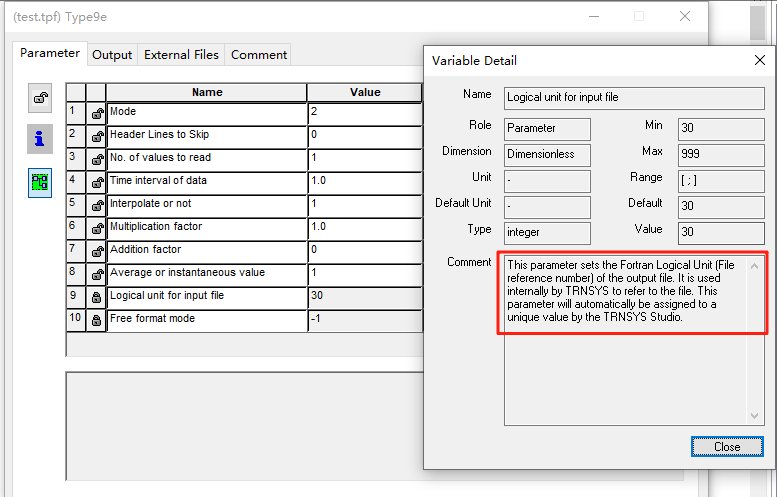 (test.tpf) Type9e
Parameter Output External Files Comment
Name Value
1 Mode 2
2 Header Lines to Skip 0
3 No. of values to read 1
4 Time interval of data 1.0
5 Interpolate or not 1
6 Multiplication factor 1.0
7 Addition factor 0
8 Average or instantaneous value 1
9 Logical unit for input file 30
10 Free format mode -1
Variable Detail
Name Logical unit for input file
Role Parameter Min 30
Dimension Dimensionless Max 999
Unit - Range [ ; ]
Default Unit - Default 30
Type integer Value 30
Comment This parameter sets the Fortran Logical Unit (File
reference number) of the output file. It is used
internally by TRNSYS to refer to the file. This
parameter will automatically be assigned to a
unique value by the TRNSYS Studio.
Close